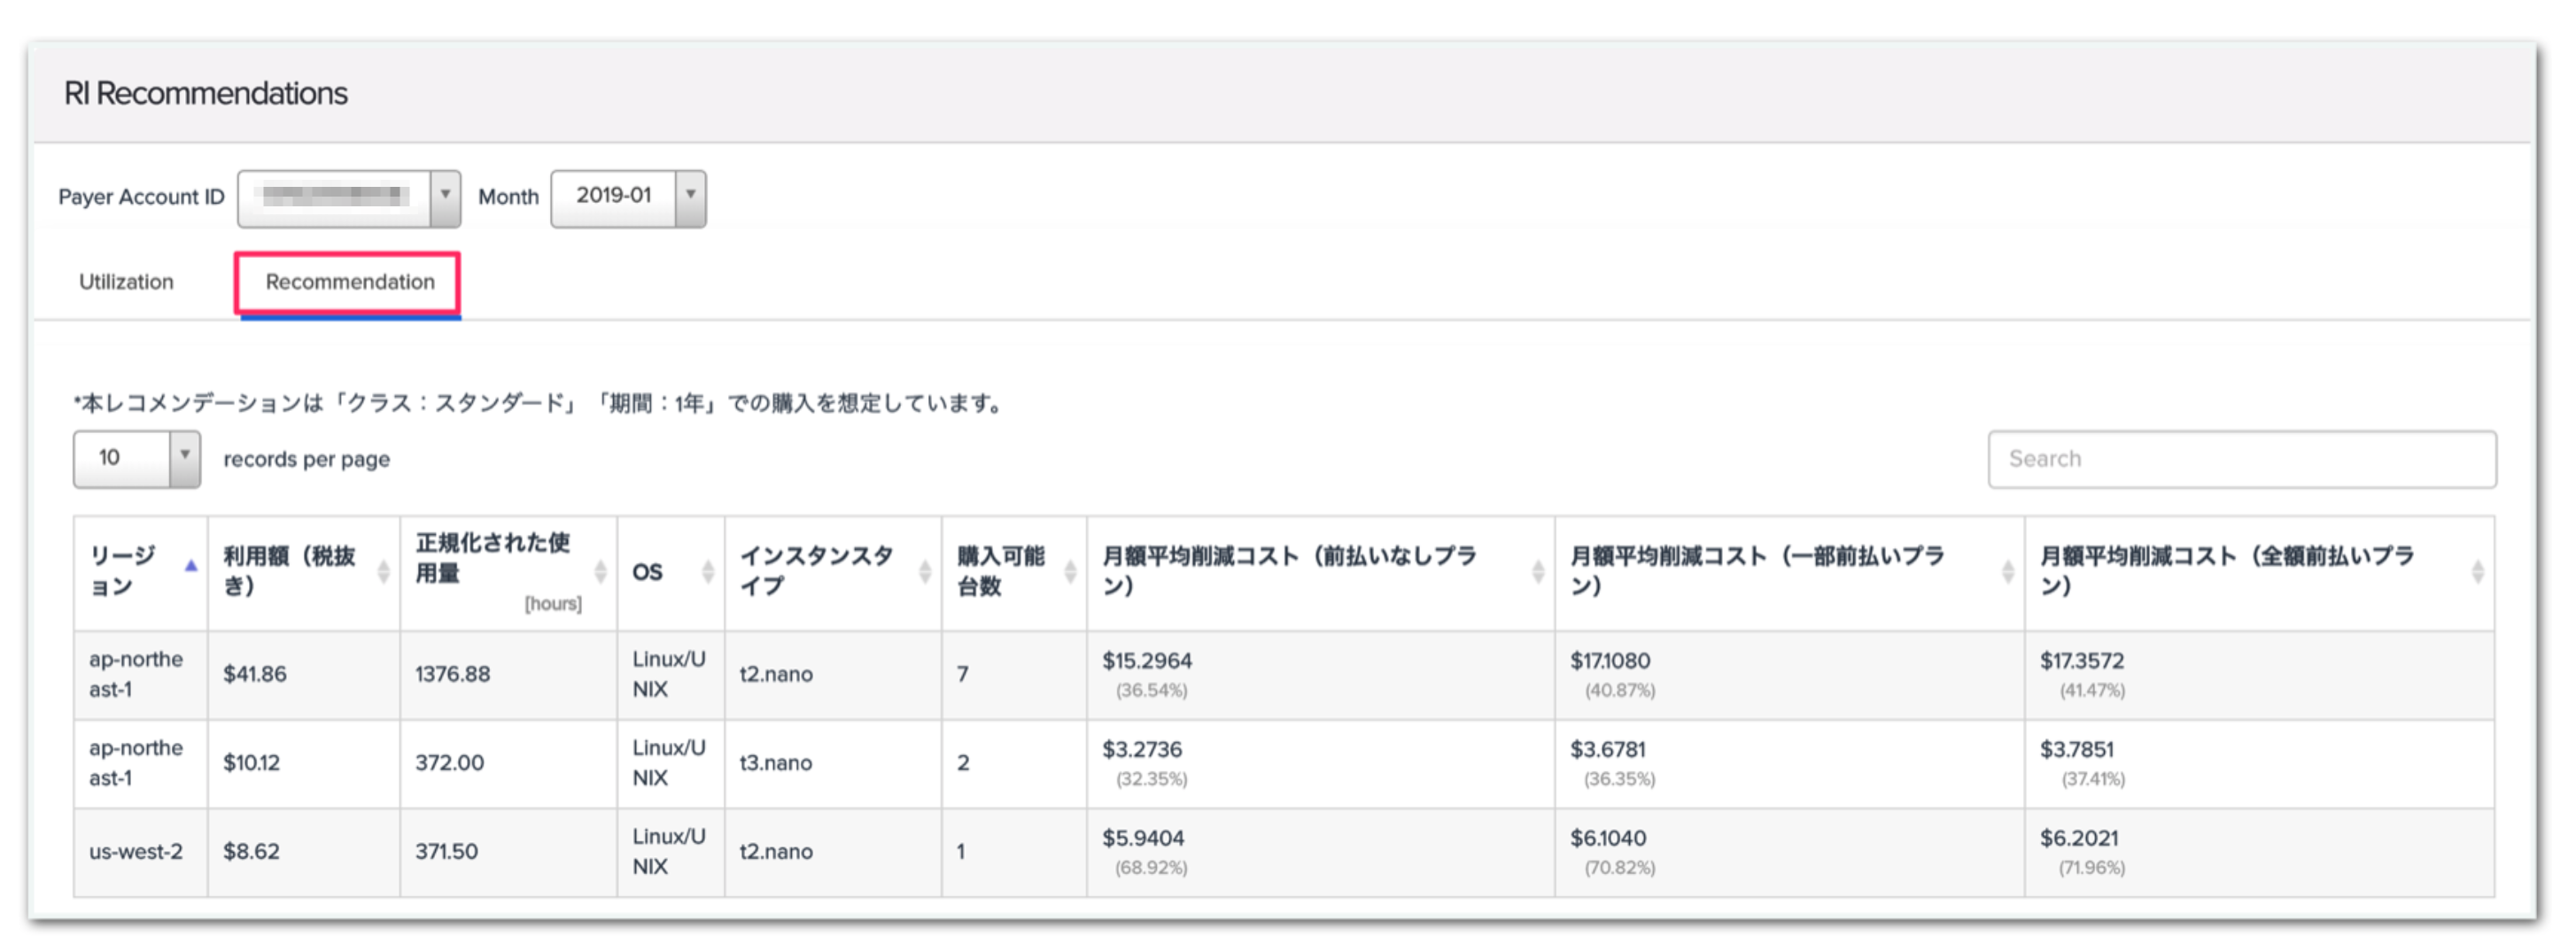 RI Recommendations
Payer Account ID
Month
2019-01
Utilization
Recommendation
*本レコメンデーションは「クラス：スタンダード」「期間：1年」での購入を想定しています。
10
records per page
Search
リージ
ョン
利用額（税抜
き）
正規化された使
用量
[hours]
OS
インスタンスタ
イプ
購入可能
台数
月額平均削減コスト（前払いなしプラ
ン）
月額平均削減コスト（一部前払いプラ
ン）
月額平均削減コスト（全額前払いプラ
ン）
ap-northe
ast-1
$41.86
1376.88
Linux/U
NIX
t2.nano
7
$15.2964
(36.54%)
$17.1080
(40.87%)
$17.3572
(41.47%)
ap-northe
ast-1
$10.12
372.00
Linux/U
NIX
t3.nano
2
$3.2736
(32.35%)
$3.6781
(36.35%)
$3.7851
(37.41%)
us-west-2
$8.62
371.50
Linux/U
NIX
t2.nano
1
$5.9404
(68.92%)
$6.1040
(70.82%)
$6.2021
(71.96%)